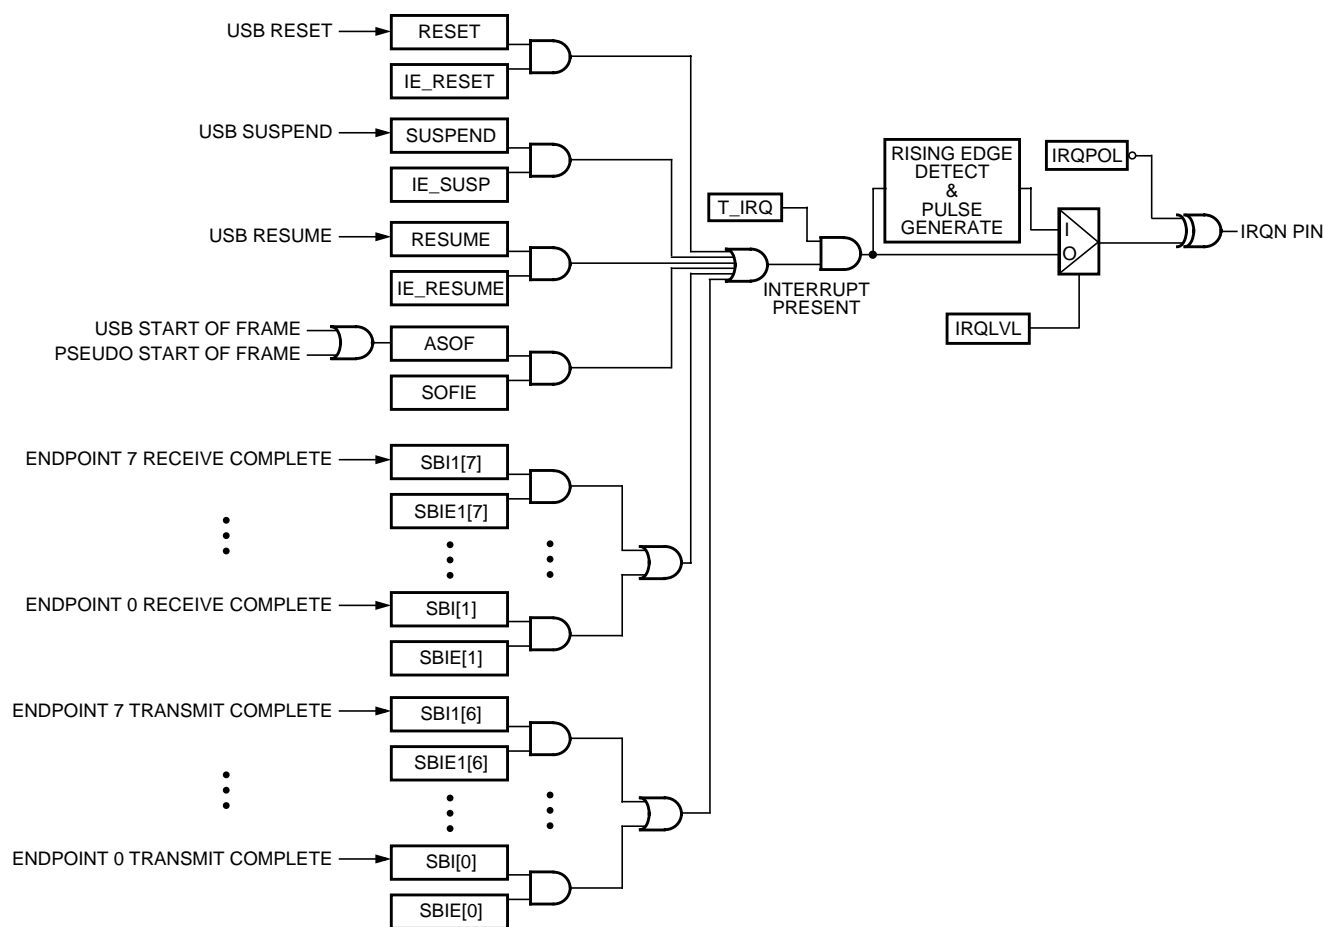 USB RESET
RESET
IE_RESET
USB SUSPEND
SUSPEND
IE_SUSP
USB RESUME
RESUME
IE_RESUME
USB START OF FRAME
PSEUDO START OF FRAME
ASOF
SOFIE
ENDPOINT 7 RECEIVE COMPLETE
SBI1[7]
SBIE1[7]
ENDPOINT 0 RECEIVE COMPLETE
SBI[1]
SBIE[1]
ENDPOINT 7 TRANSMIT COMPLETE
SBI1[6]
SBIE1[6]
ENDPOINT 0 TRANSMIT COMPLETE
SBI[0]
SBIE[0]
T_IRQ
INTERRUPT
PRESENT
RISING EDGE
DETECT
&
PULSE
GENERATE
IRQPOL
I
O
IRQLVL
IRQN PIN